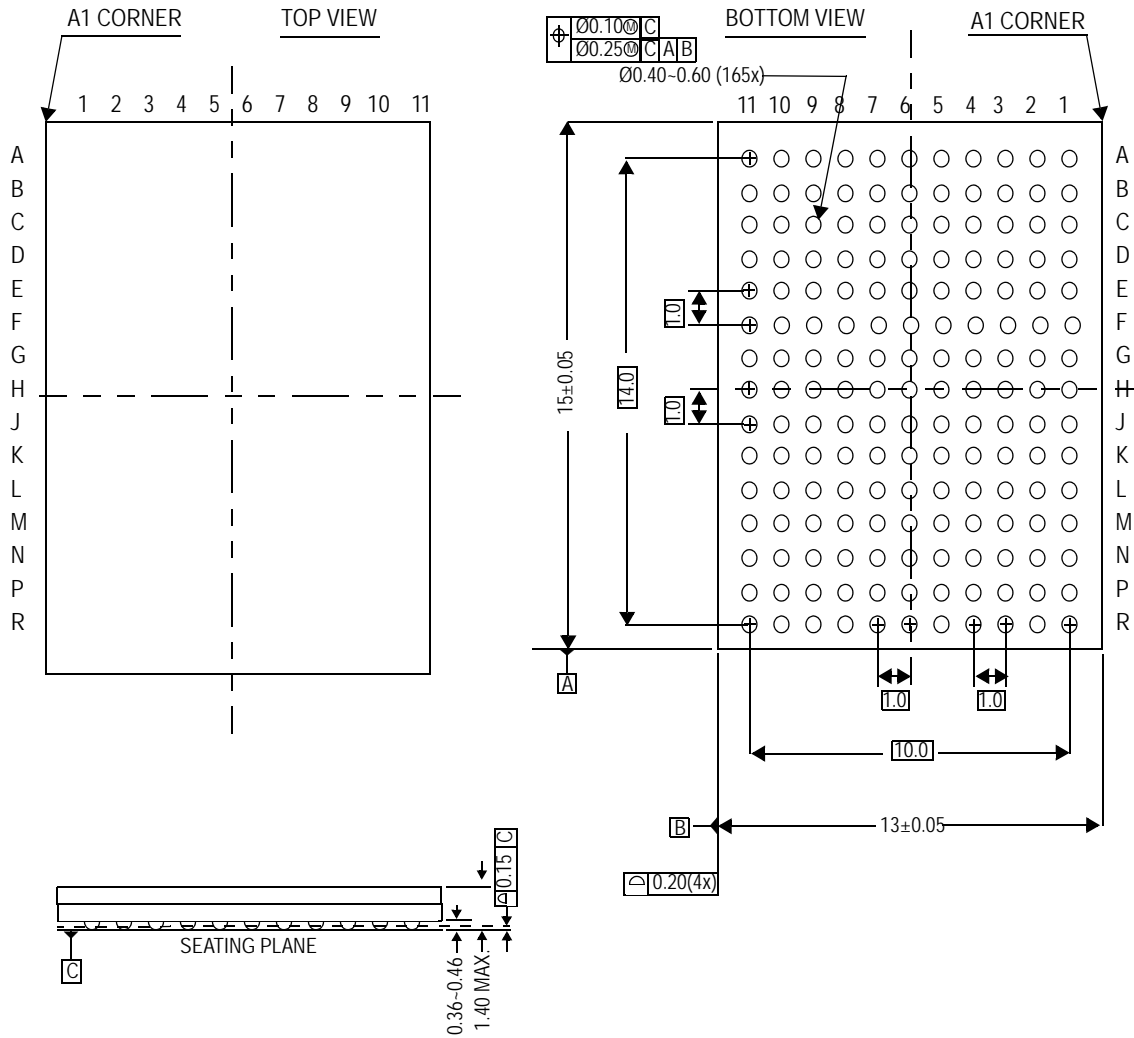 A1 CORNER
TOP VIEW
BOTTOM VIEW
A1 CORNER
Ø0.10Ⓜ C
Ø0.25Ⓜ C A B
Ø0.40~0.60 (165x)
1 2 3 4 5 6 7 8 9 10 11
11 10 9 8 7 6 5 4 3 2 1
A
B
C
D
E
F
G
H
J
K
L
M
N
P
R
A
B
C
D
E
F
G
H
J
K
L
M
N
P
R
1.0
15±0.05
14.0
1.0
A
1.0
1.0
10.0
B
13±0.05
0.20(4x)
0.15 C
SEATING PLANE
C
0.36~0.46
1.40 MAX.